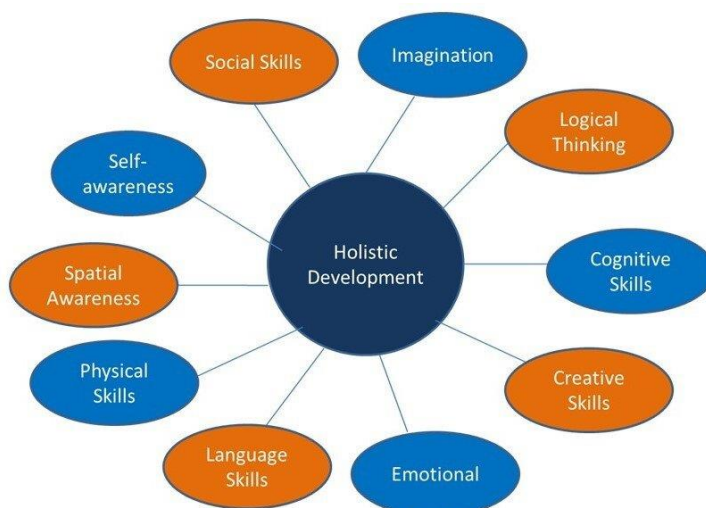 Social Skills
Imagination
Logical
Thinking
Self-
awareness
Holistic
Development
Cognitive
Skills
Spatial
Awareness
Physical
Skills
Creative
Skills
Language
Skills
Emotional